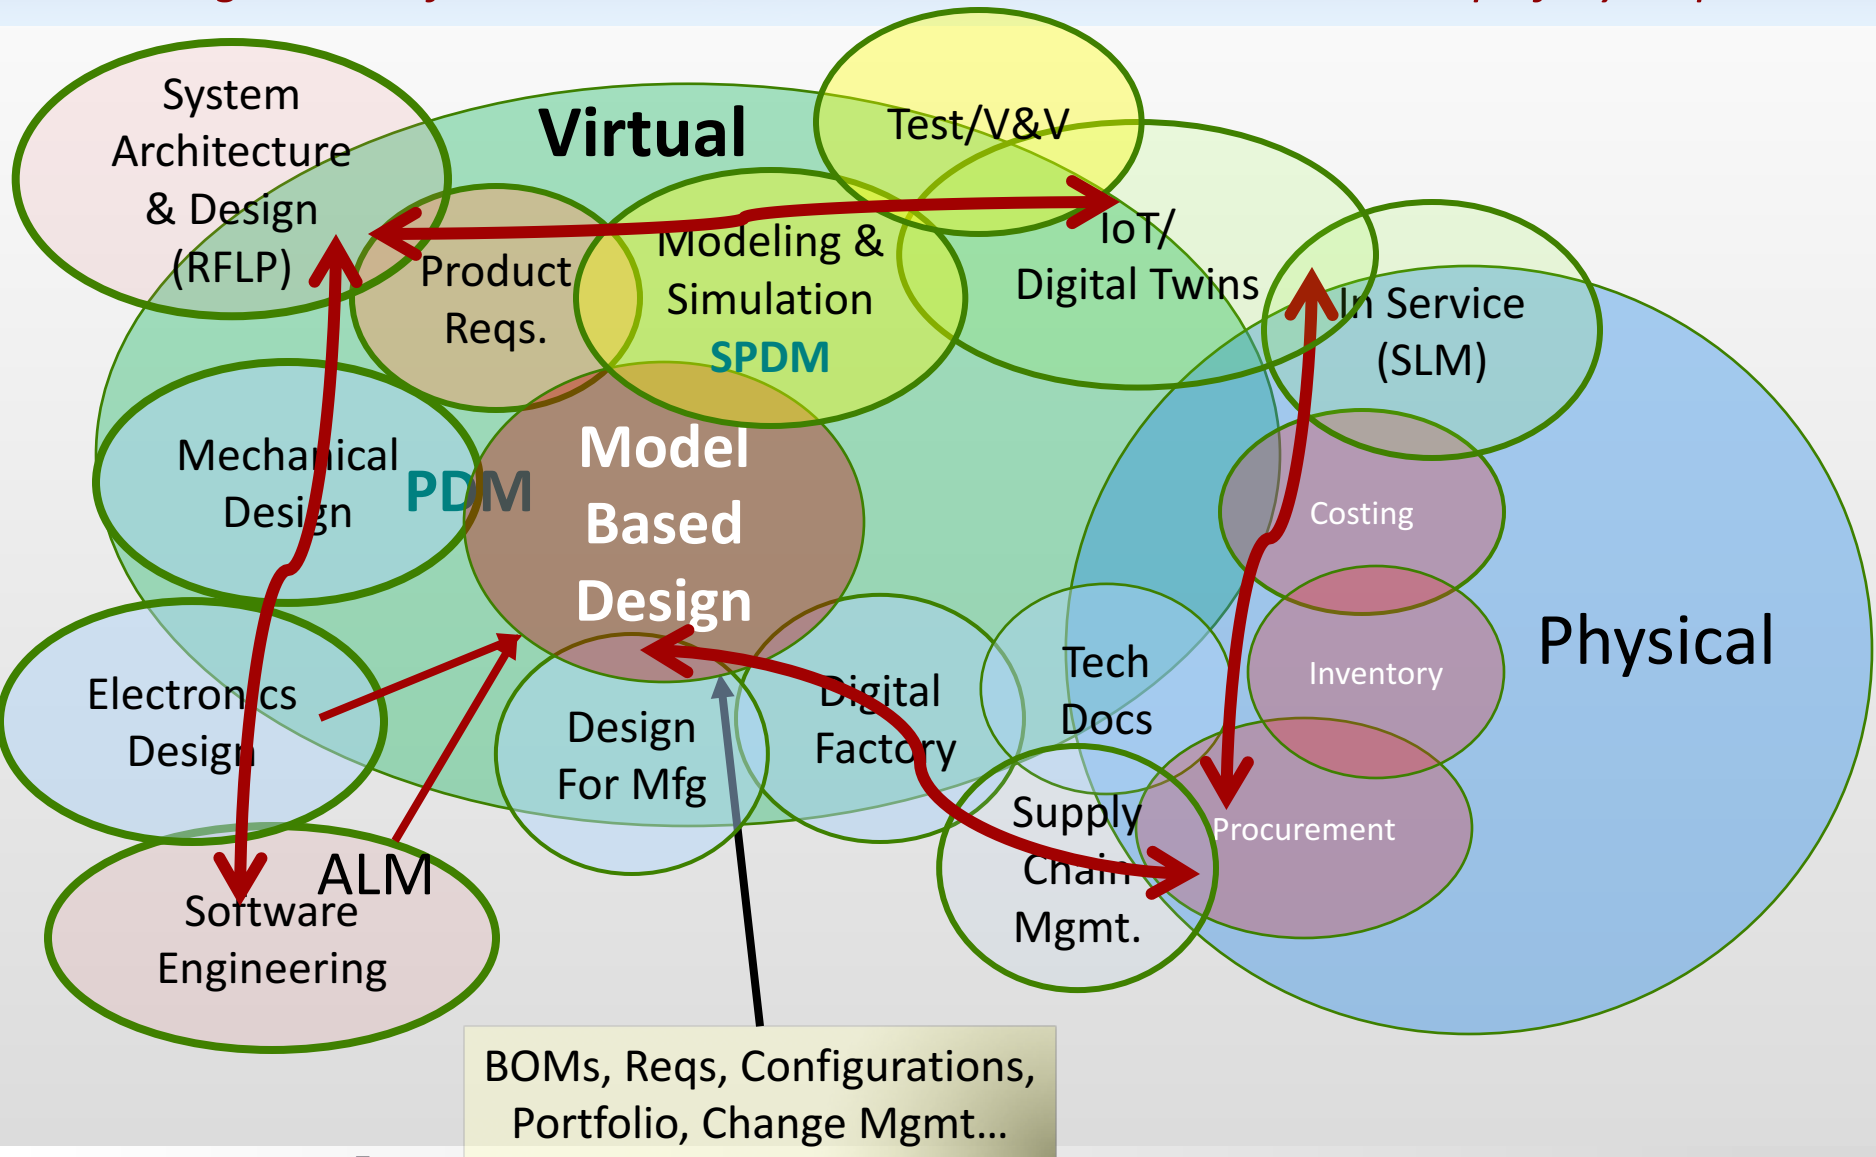 Virtual
System
Architecture
& Design
(RFLP)
Test/V&V
Product
Reqs.
Modeling &
Simulation
SPDM
IoT/
Digital Twins
In Service
(SLM)
Mechanical
Design
PDM
Model
Based
Design
Costing
Inventory
Procurement
Physical
Electronics
Design
Design
For Mfg
Digital
Factory
Tech
Docs
Supply
Chain
Mgmt.
ALM
Software
Engineering
BOMs, Reqs, Configurations,
Portfolio, Change Mgmt...